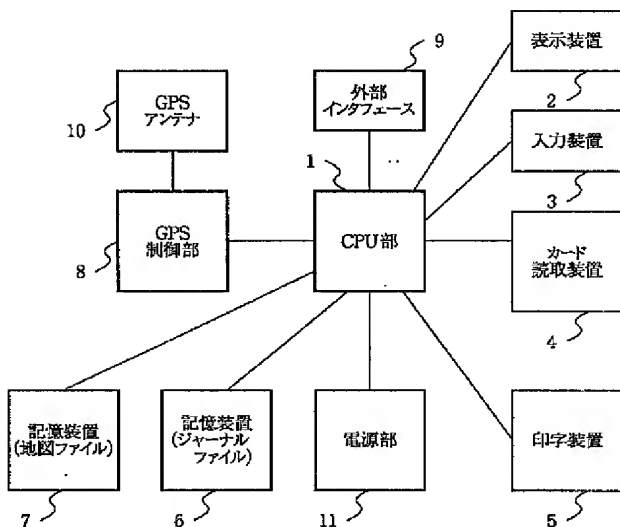 9
表示装置
2
GPS
アンテナ
10
外部
インタフェース
入力装置
3
1
GPS
制御部
8
CPU部
カード
読取装置
4
記憶装置
(地図ファイル)
7
記憶装置
(ジャーナル
ファイル)
6
電源部
11
印字装置
5